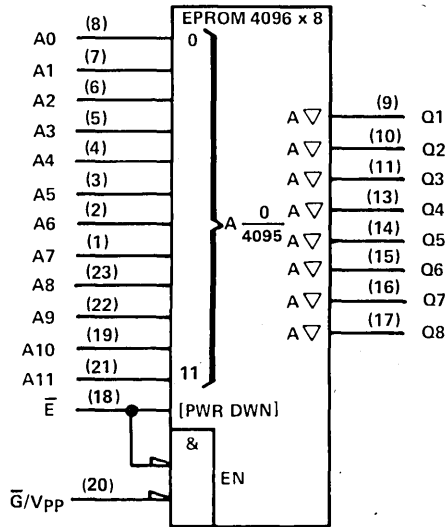 EPROM 4096 x 8
A0 (8) 0
A1 (7)
A2 (6)
A3 (5)
A4 (4)
A5 (3)
A6 (2)
A7 (1)
A8 (23)
A9 (22)
A10 (19)
A11 (21) 11
A 0/4095
A ▽ (9) Q1
A ▽ (10) Q2
A ▽ (11) Q3
A ▽ (13) Q4
A ▽ (14) Q5
A ▽ (15) Q6
A ▽ (16) Q7
A ▽ (17) Q8
E̅ (18) [PWR DWN]
&
EN
G̅/VPP (20)